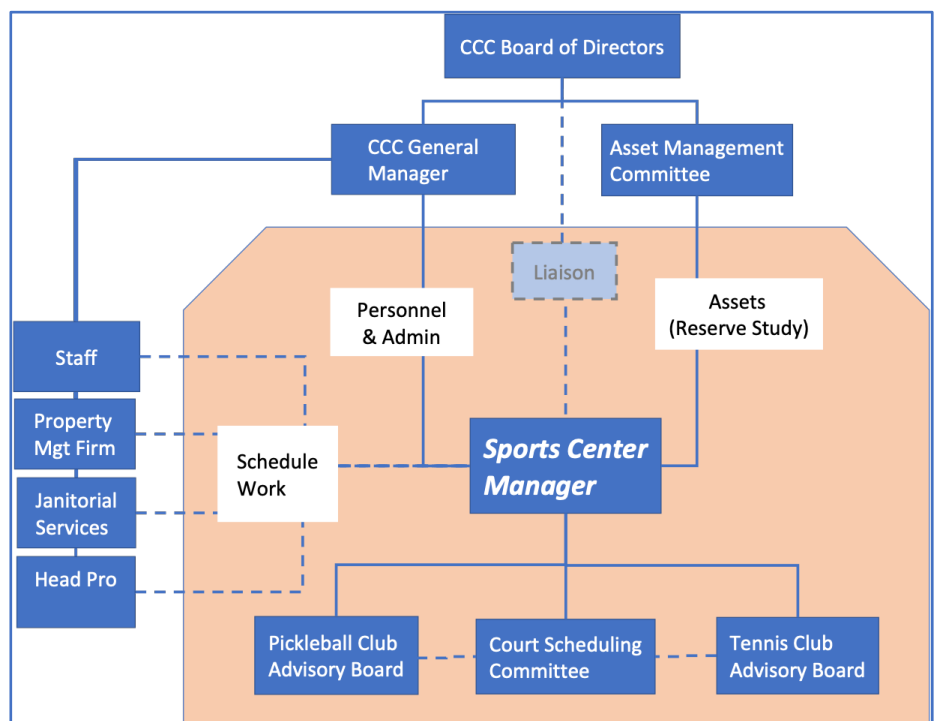 CCC Board of Directors
CCC General
Manager
Asset Management
Committee
Liaison
Personnel
& Admin
Assets
(Reserve Study)
Staff
Property
Mgt Firm
Janitorial
Services
Head Pro
Schedule
Work
Sports Center
Manager
Pickleball Club
Advisory Board
Court Scheduling
Committee
Tennis Club
Advisory Board